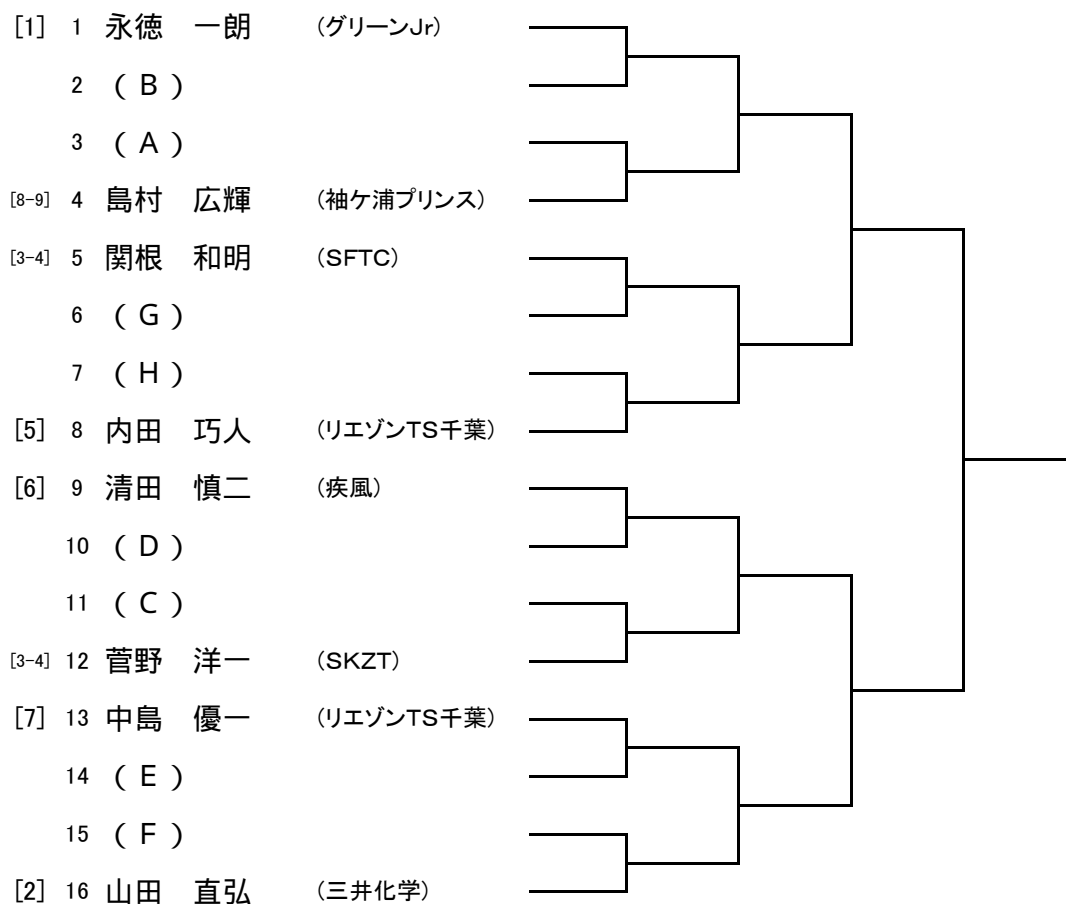 [1] 1 永徳 一朗 (グリーンJr)
2 ( B )
3 ( A )
[8-9] 4 島村 広輝 (袖ケ浦プリンス)
[3-4] 5 関根 和明 (SFTC)
6 ( G )
7 ( H )
[5] 8 内田 巧人 (リエゾンTS千葉)
[6] 9 清田 慎二 (疾風)
10 ( D )
11 ( C )
[3-4] 12 菅野 洋一 (SKZT)
[7] 13 中島 優一 (リエゾンTS千葉)
14 ( E )
15 ( F )
[2] 16 山田 直弘 (三井化学)